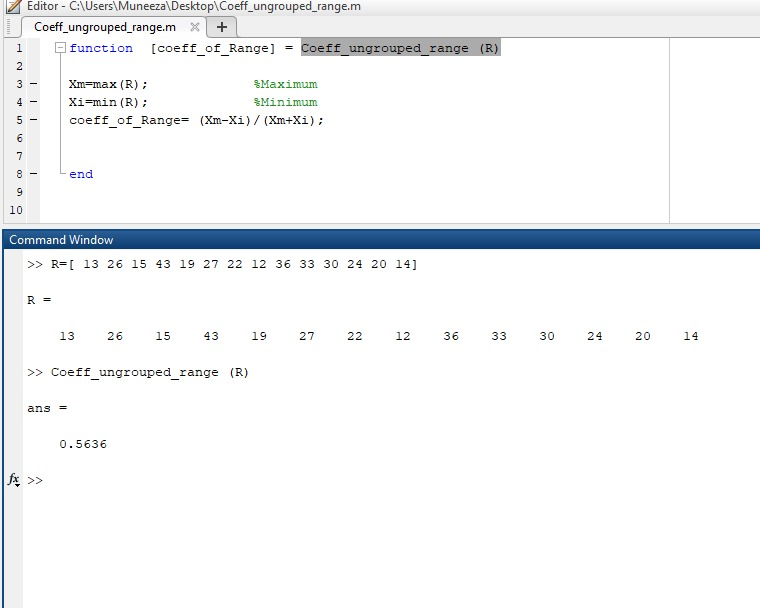 Editor - C:\Users\Muneeza\Desktop\Coeff_ungrouped_range.m
Coeff_ungrouped_range.m × +
1 function [coeff_of_Range] = Coeff_ungrouped_range (R)
2
3 – Xm=max(R); %Maximum
4 – Xi=min(R); %Minimum
5 – coeff_of_Range= (Xm-Xi)/(Xm+Xi);
6
7
8 – end
9
10
Command Window
>> R=[ 13 26 15 43 19 27 22 12 36 33 30 24 20 14]
R =
13 26 15 43 19 27 22 12 36 33 30 24 20 14
>> Coeff_ungrouped_range (R)
ans =
0.5636
fx >>